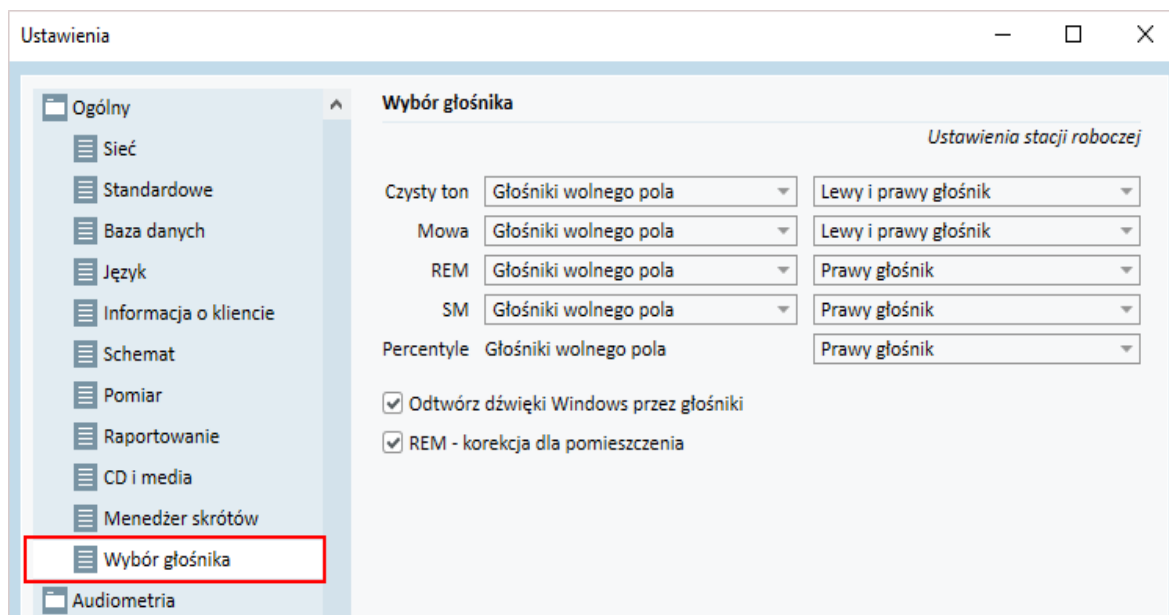 Ustawienia
Ogólny
Sieć
Standardowe
Baza danych
Język
Informacja o kliencie
Schemat
Pomiar
Raportowanie
CD i media
Menedżer skrótów
Wybór głośnika
Audiometria
Wybór głośnika
Ustawienia stacji roboczej
Czysty ton Głośniki wolnego pola Lewy i prawy głośnik
Mowa Głośniki wolnego pola Lewy i prawy głośnik
REM Głośniki wolnego pola Prawy głośnik
SM Głośniki wolnego pola Prawy głośnik
Percentyle Głośniki wolnego pola Prawy głośnik
Odtwórz dźwięki Windows przez głośniki
REM - korekcja dla pomieszczenia